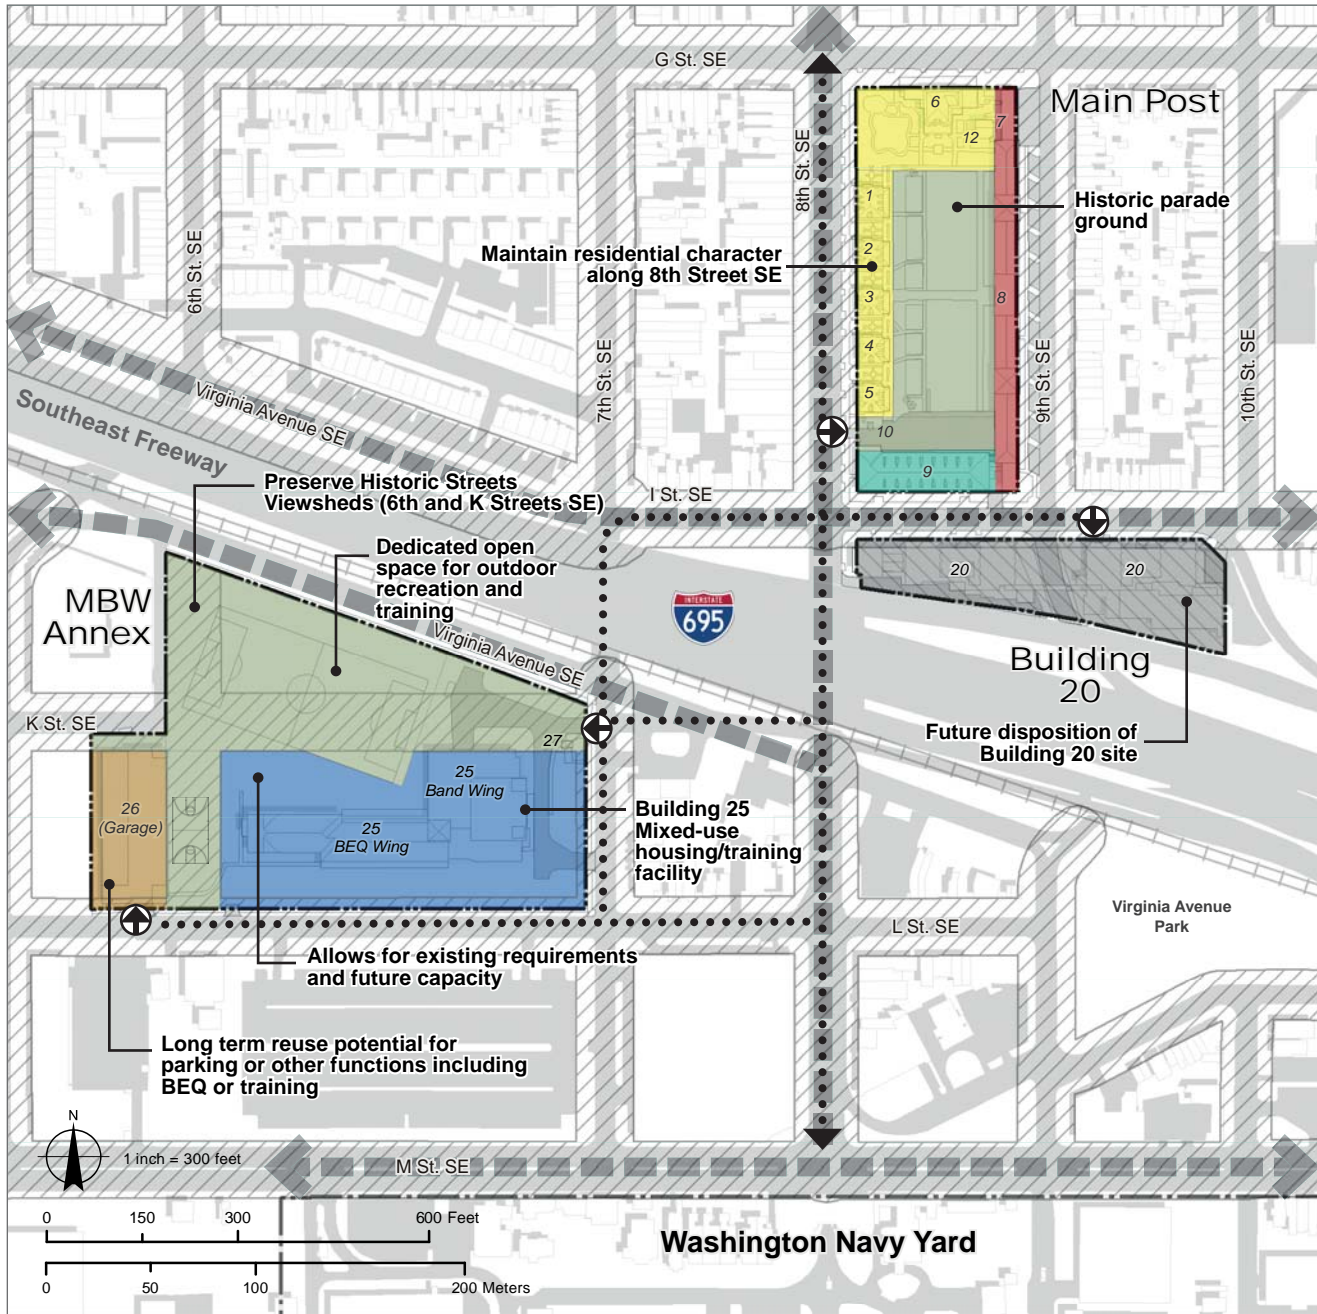 G St. SE
Main Post
6
7
12
8th St. SE
Historic parade
ground
1
Maintain residential character
along 8th Street SE
2
3
8
4
5
6th St. SE
7th St. SE
9th St. SE
10th St. SE
Virginia Avenue SE
Southeast Freeway
10
9
Preserve Historic Streets
Viewsheds (6th and K Streets SE)
I St. SE
Dedicated open
space for outdoor
recreation and
training
20
20
MBW
Annex
INTERSTATE
695
Virginia Avenue SE
Building
20
K St. SE
27
Future disposition of
Building 20 site
25
Band Wing
26
(Garage)
25
BEQ Wing
Building 25
Mixed-use
housing/training
facility
Virginia Avenue
Park
L St. SE
Allows for existing requirements
and future capacity
Long term reuse potential for
parking or other functions including
BEQ or training
N
1 inch = 300 feet
M St. SE
0 150 300 600 Feet
Washington Navy Yard
0 50 100 200 Meters